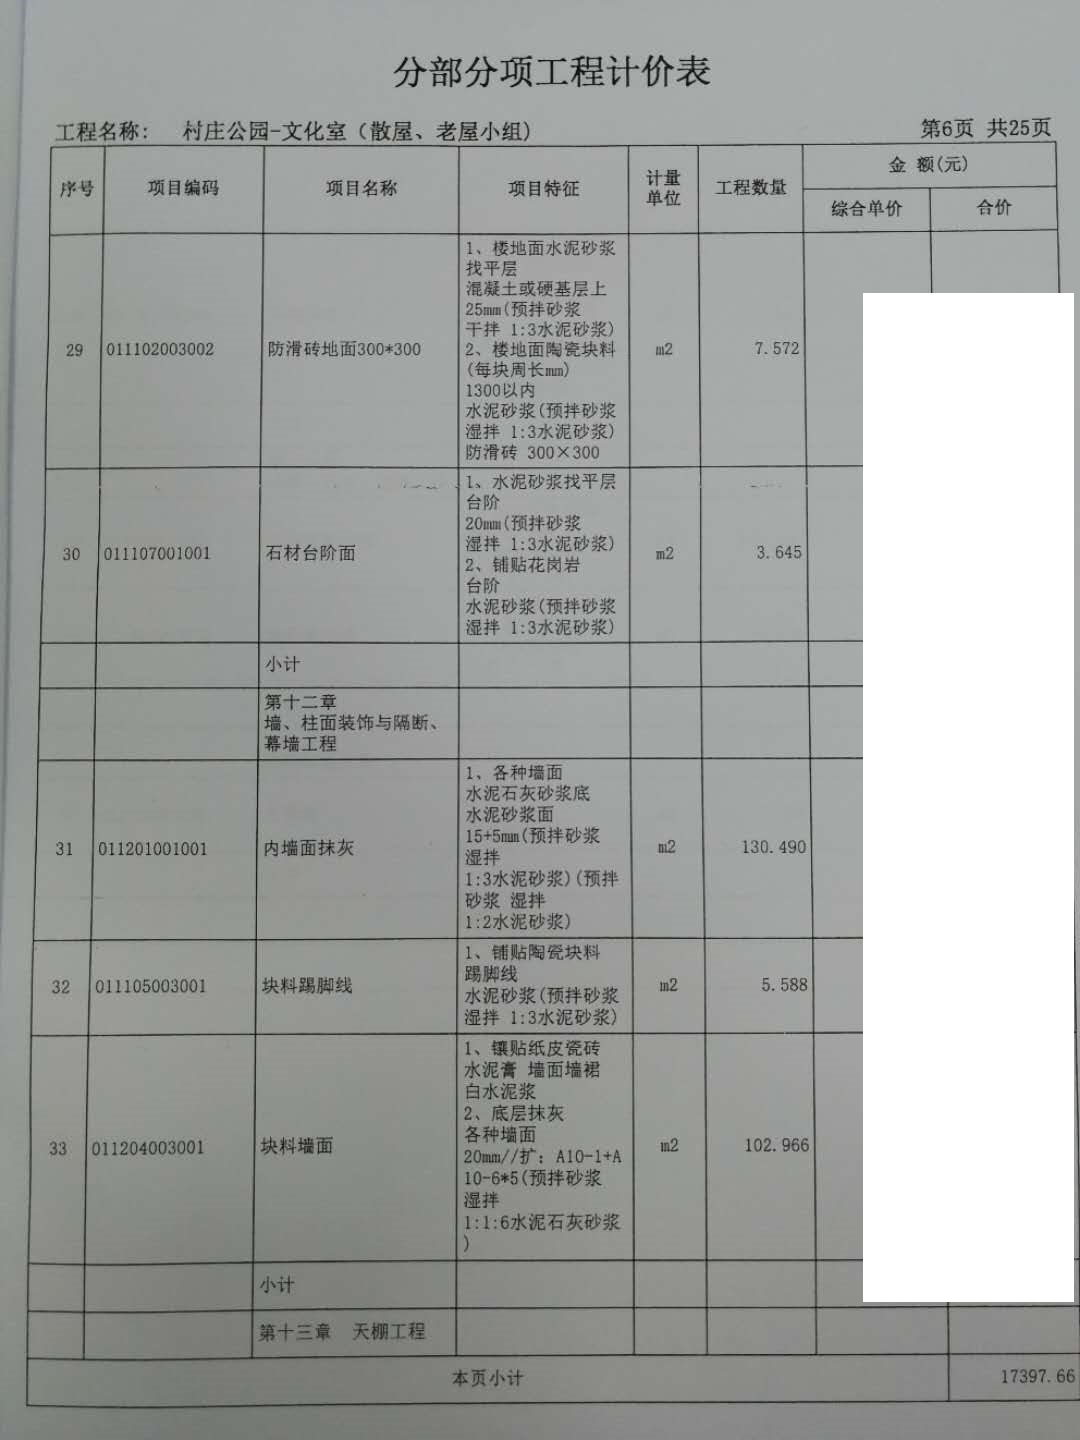 分部分项工程计价表
工程名称: 村庄公园-文化室（散屋、老屋小组)
第6页 共25页
序号
项目编码
项目名称
项目特征
计量
单位
工程数量
金 额(元)
综合单价
合价
29
011102003002
防滑砖地面300*300
1、楼地面水泥砂浆
找平层
混凝土或硬基层上
25mm(预拌砂浆
干拌 1:3水泥砂浆)
2、楼地面陶瓷块料
(每块周长mm)
1300以内
水泥砂浆(预拌砂浆
湿拌 1:3水泥砂浆)
防滑砖 300×300
m2
7.572
30
011107001001
石材台阶面
1、水泥砂浆找平层
台阶
20mm(预拌砂浆
湿拌 1:3水泥砂浆)
2、铺贴花岗岩
台阶
水泥砂浆(预拌砂浆
湿拌 1:3水泥砂浆)
m2
3.645
小计
第十二章
墙、柱面装饰与隔断、
幕墙工程
31
011201001001
内墙面抹灰
1、各种墙面
水泥石灰砂浆底
水泥砂浆面
15+5mm(预拌砂浆
湿拌
1:3水泥砂浆)(预拌
砂浆 湿拌
1:2水泥砂浆)
m2
130.490
32
011105003001
块料踢脚线
1、铺贴陶瓷块料
踢脚线
水泥砂浆(预拌砂浆
湿拌 1:3水泥砂浆)
m2
5.588
33
011204003001
块料墙面
1、镶贴纸皮瓷砖
水泥膏 墙面墙裙
白水泥浆
2、底层抹灰
各种墙面
20mm//扩: A10-1+A
10-6*5(预拌砂浆
湿拌
1:1:6水泥石灰砂浆
)
m2
102.966
小计
第十三章 天棚工程
本页小计
17397.66